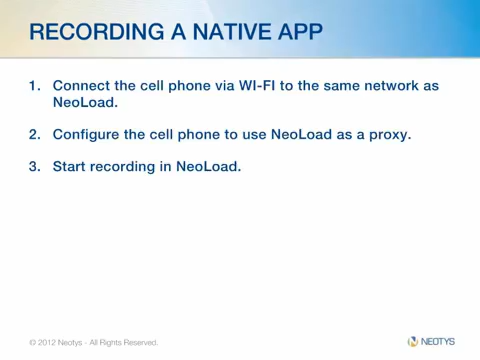 RECORDING A NATIVE APP
1. Connect the cell phone via WI-FI to the same network as
NeoLoad.
2. Configure the cell phone to use NeoLoad as a proxy.
3. Start recording in NeoLoad.
© 2012 Neotys - All Rights Reserved.
NEOTYS